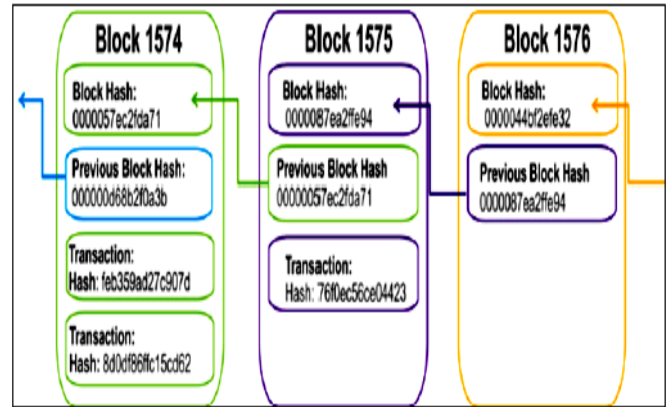 Block 1574
Block Hash:
0000057ec2fda71
Previous Block Hash:
000000d68b2f0a3b
Transaction:
Hash: feb359ad27c907d
Transaction:
Hash: 8d0df86ffc15cd62
Block 1575
Block Hash:
0000087ea2ffe94
Previous Block Hash
0000057ec2fda71
Transaction:
Hash: 76f0ec56ce04423
Block 1576
Block Hash:
0000044bf2efe32
Previous Block Hash
0000087ea2ffe94